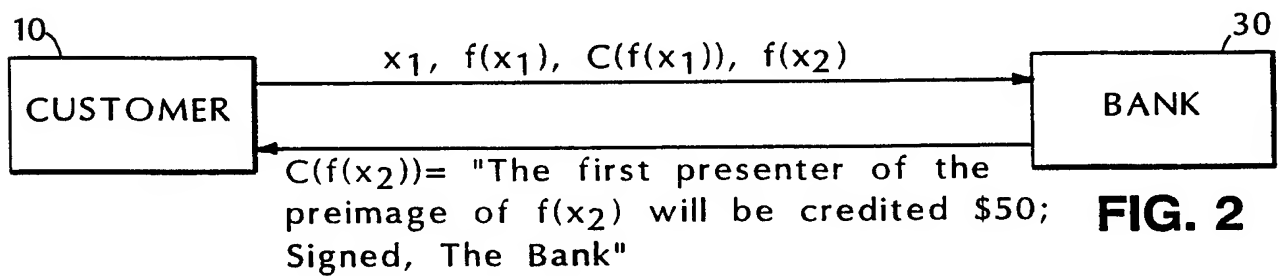 10
30
x1, f(x1), C(f(x1)), f(x2)
CUSTOMER
BANK
C(f(x2))= "The first presenter of the
preimage of f(x2) will be credited $50;
Signed, The Bank"
FIG. 2